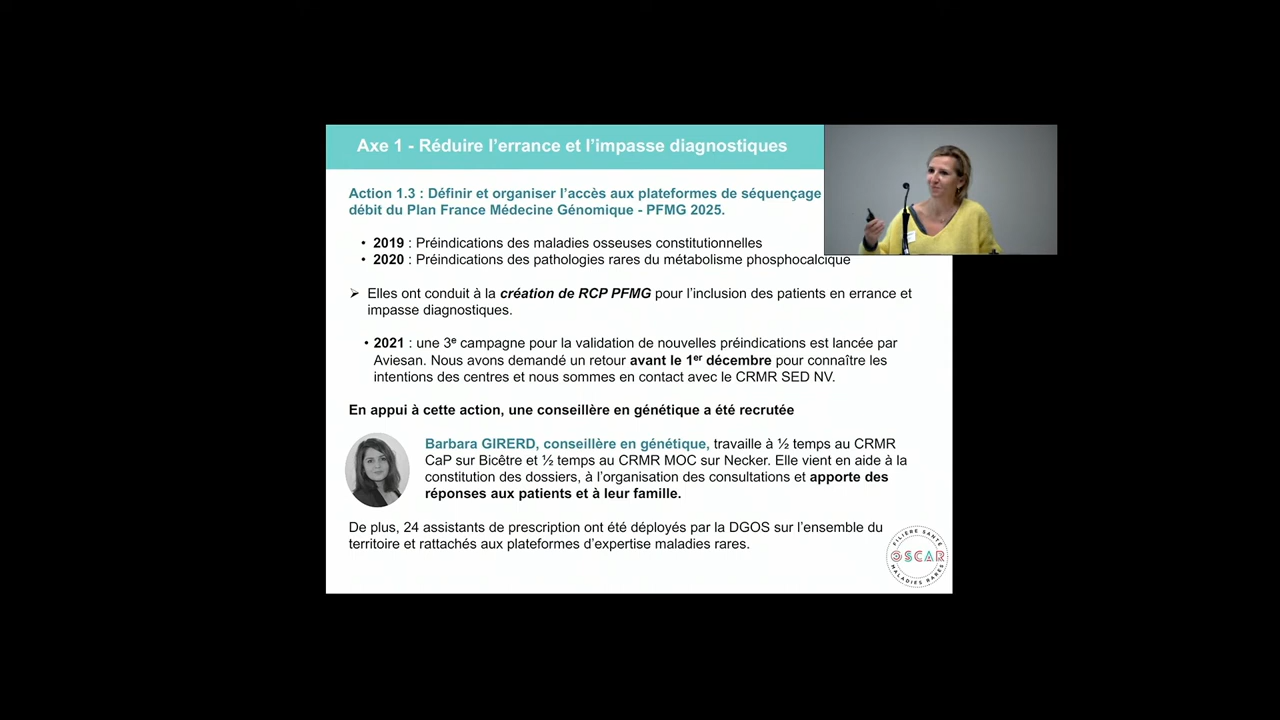 Axe 1 - Réduire l’errance et l’impasse diagnostiques
Action 1.3 : Définir et organiser l’accès aux plateformes de séquençage
débit du Plan France Médecine Génomique - PFMG 2025.
• 2019 : Préindications des maladies osseuses constitutionnelles
• 2020 : Préindications des pathologies rares du métabolisme phosphocalcique
➢ Elles ont conduit à la création de RCP PFMG pour l’inclusion des patients en errance et
impasse diagnostiques.
• 2021 : une 3e campagne pour la validation de nouvelles préindications est lancée par
Aviesan. Nous avons demandé un retour avant le 1er décembre pour connaître les
intentions des centres et nous sommes en contact avec le CRMR SED NV.
En appui à cette action, une conseillère en génétique a été recrutée
Barbara GIRERD, conseillère en génétique, travaille à ½ temps au CRMR
CaP sur Bicêtre et ½ temps au CRMR MOC sur Necker. Elle vient en aide à la
constitution des dossiers, à l’organisation des consultations et apporte des
réponses aux patients et à leur famille.
De plus, 24 assistants de prescription ont été déployés par la DGOS sur l’ensemble du
territoire et rattachés aux plateformes d’expertise maladies rares.
FILIÈRE SANTÉ
OSCAR
MALADIES RARES